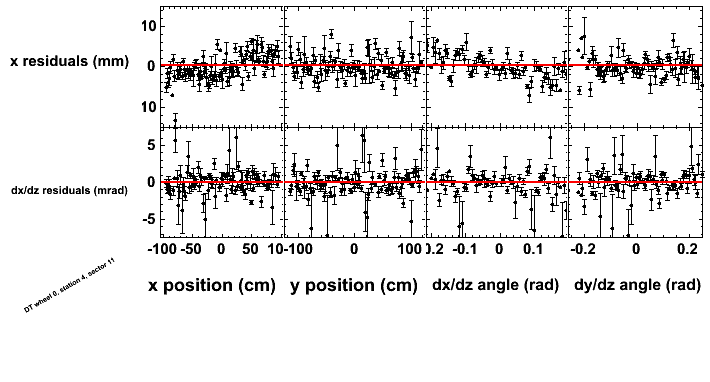 10
x residuals (mm)
0
10
5
dx/dz residuals (mrad)
0
-5
-100 -50 0 50 10 -100 0 100 0.2 -0.1 0 0.1 -0.2 0 0.2
x position (cm) y position (cm) dx/dz angle (rad) dy/dz angle (rad)
DT wheel 0, station 4, sector 11